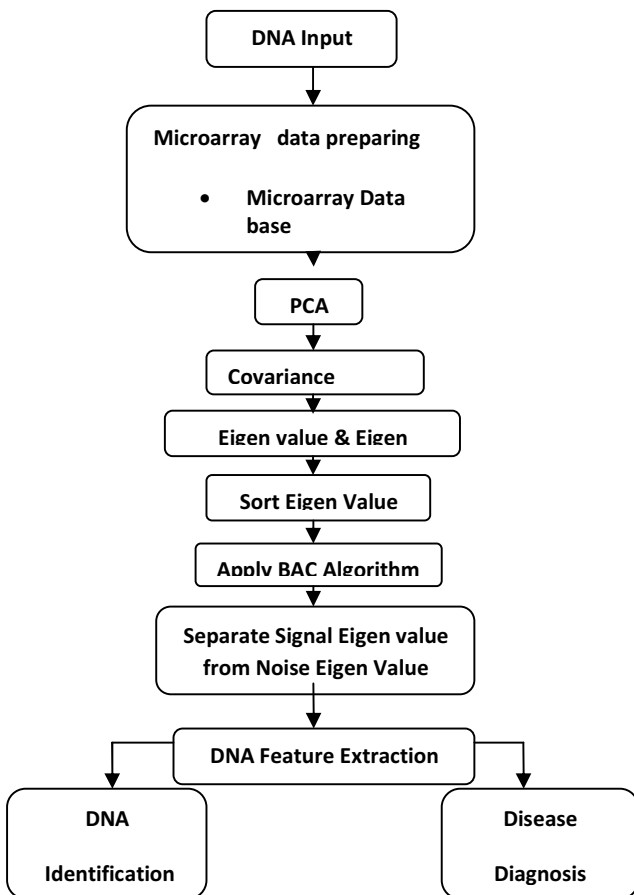 DNA Input
Microarray data preparing
• Microarray Data
base
PCA
Covariance
Eigen value & Eigen
Sort Eigen Value
Apply BAC Algorithm
Separate Signal Eigen value
from Noise Eigen Value
DNA Feature Extraction
DNA
Identification
Disease
Diagnosis